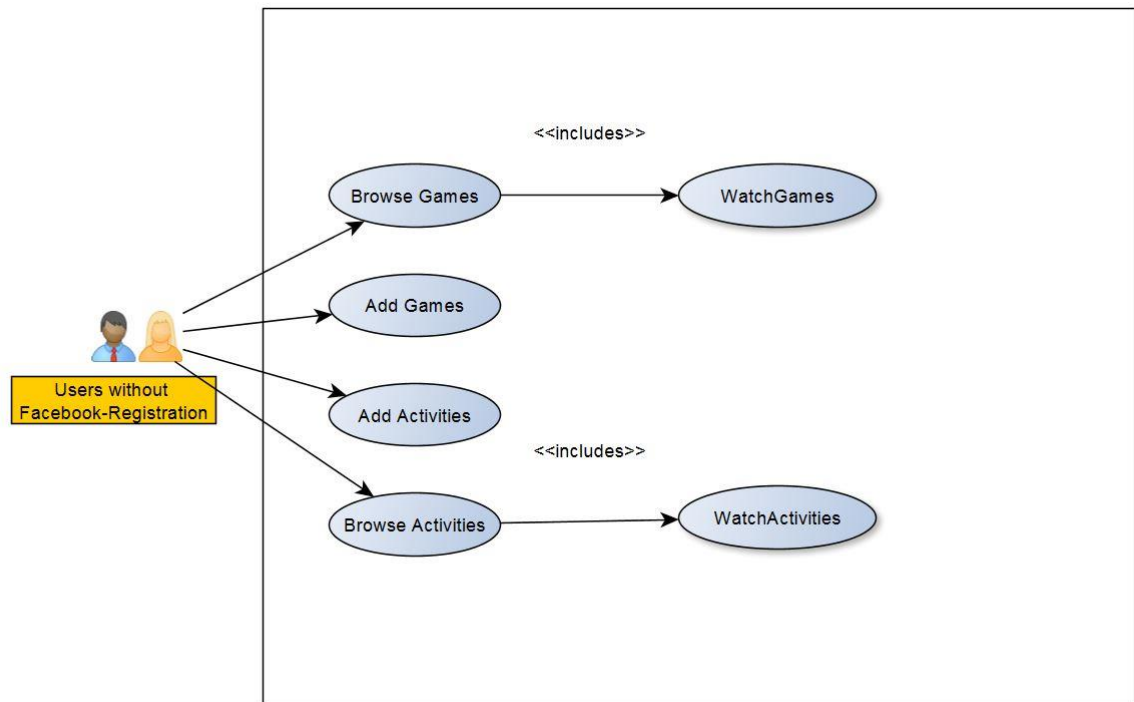 <<includes>>
Browse Games
WatchGames
Add Games
Users without
Facebook-Registration
Add Activities
<<includes>>
Browse Activities
WatchActivities